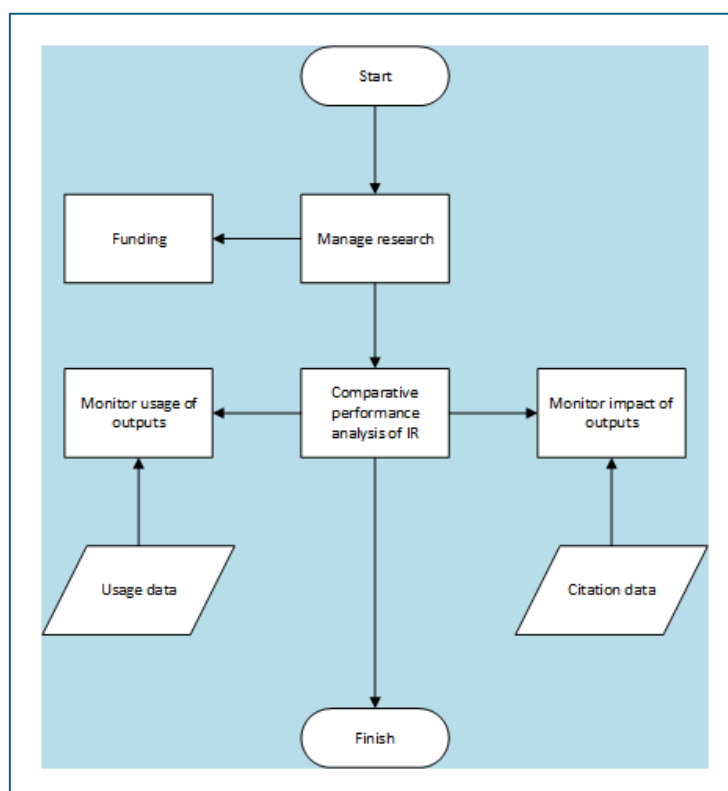 Start
Funding
Manage research
Monitor usage of
outputs
Comparative
performance
analysis of IR
Monitor impact of
outputs
Usage data
Citation data
Finish